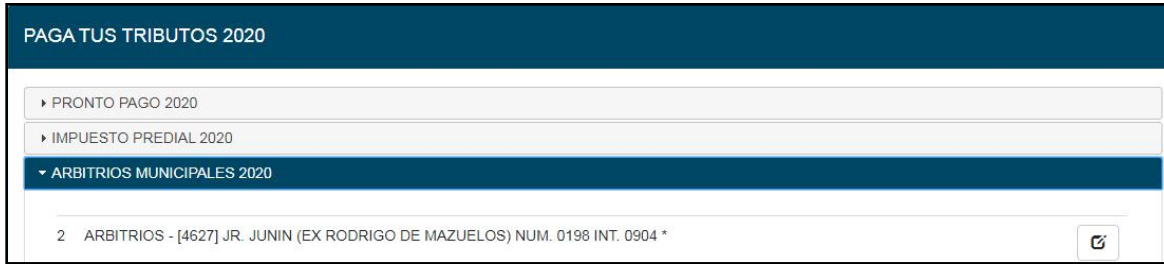 PAGA TUS TRIBUTOS 2020
PRONTO PAGO 2020
IMPUESTO PREDIAL 2020
ARBITRIOS MUNICIPALES 2020
2 ARBITRIOS - [4627] JR. JUNIN (EX RODRIGO DE MAZUELOS) NUM. 0198 INT. 0904 *